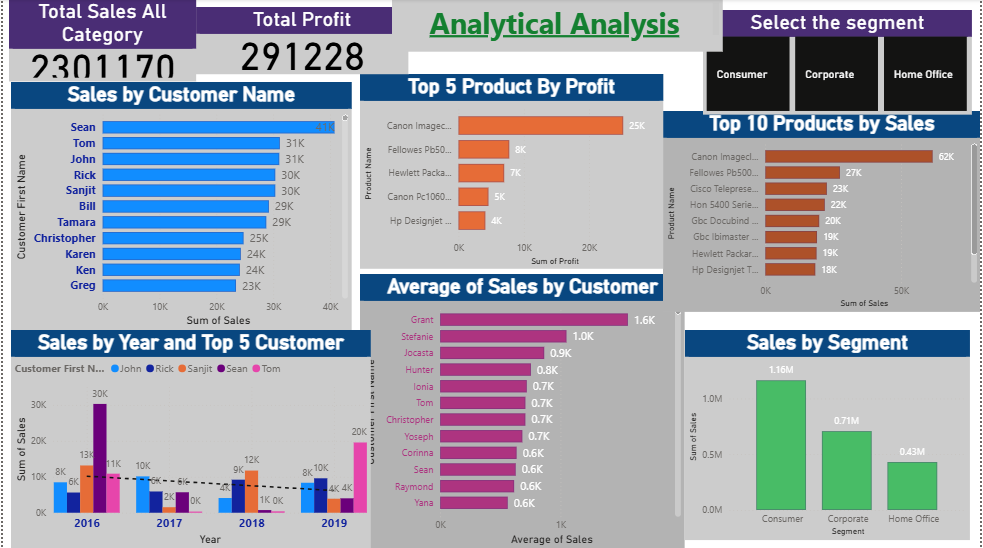 Total Sales All
Category
2301170
Total Profit
291228
Analytical Analysis
Select the segment
Consumer
Corporate
Home Office
Sales by Customer Name
Customer First Name
Sean
Tom 31K
John 31K
Rick 30K
Sanjit 30K
Bill 29K
Tamara 29K
Christopher 25K
Karen 24K
Ken 24K
Greg 23K
0K 10K 20K 30K 40K
Sum of Sales
Top 5 Product By Profit
Product Name
Canon Imagec... 25K
Fellowes Pb50... 8K
Hewlett Packa... 7K
Canon Pc1060... 5K
Hp Designjet ... 4K
0K 10K 20K
Sum of Profit
Top 10 Products by Sales
Product Name
Canon Imagecl... 62K
Fellowes Pb500... 27K
Cisco Teleprese... 23K
Hon 5400 Serie... 22K
Gbc Docubind ... 20K
Gbc Ibimaster ... 19K
Hewlett Packar... 19K
Hp Designjet T... 18K
0K 50K
Sum of Sales
Sales by Year and Top 5 Customer
Customer First N... John Rick Sanjit Sean Tom
Sum of Sales
30K
20K
10K
0K
8K 6K 13K 30K 11K
10K 6K 2K 6K 0K
4K 9K 12K 1K 0K
8K 10K 4K 4K 20K
2016 2017 2018 2019
Year
Average of Sales by Customer
Customer First Name
Grant 1.6K
Stefanie 1.0K
Jocasta 0.9K
Hunter 0.8K
Ionia 0.7K
Tom 0.7K
Christopher 0.7K
Yoseph 0.7K
Corinna 0.6K
Sean 0.6K
Raymond 0.6K
Yana 0.6K
0K 1K
Average of Sales
Sales by Segment
Sum of Sales
1.0M
0.5M
0.0M
1.16M
0.71M
0.43M
Consumer Corporate Home Office
Segment